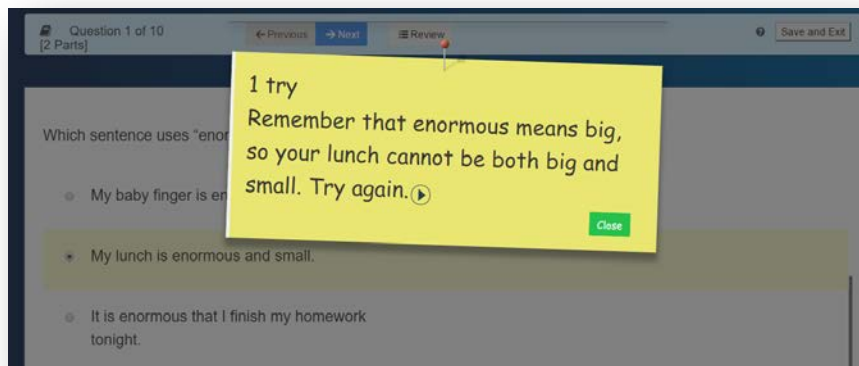 Question 1 of 10
[2 Parts]
Previous
Next
Review
Save and Exit
1 try
Remember that enormous means big,
so your lunch cannot be both big and
small. Try again.
Close
Which sentence uses "enor
My baby finger is en
My lunch is enormous and small.
It is enormous that I finish my homework
tonight.